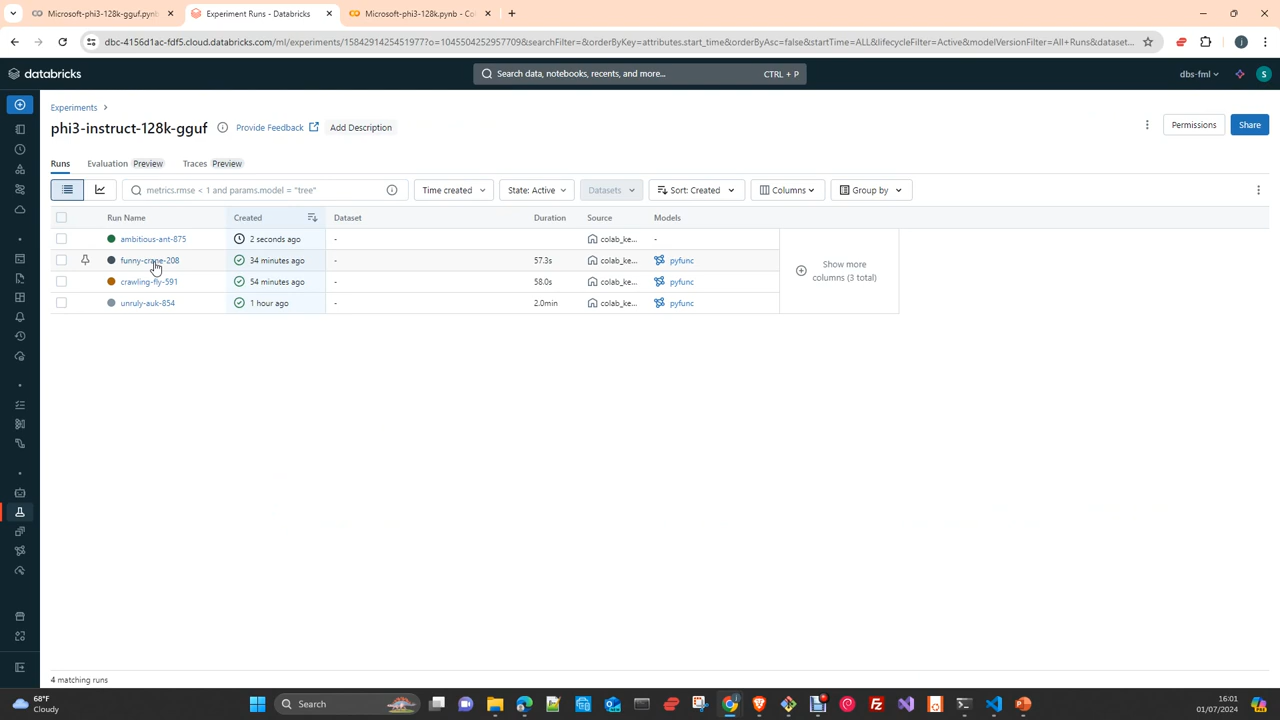 Microsoft-phi3-128k-gguf.pynb
Experiment Runs - Databricks
Microsoft-phi3-128k.pynb - Col
dbc-4156d1ac-fdf5.cloud.databricks.com/ml/experiments/1584291425451977?o=1045504252957709&searchFilter=&orderByKey=attributes.start_time&orderByAsc=false&startTime=ALL&lifecycleFilter=Active&modelVersionFilter=All+Runs&dataset...
databricks
Search data, notebooks, recents, and more...
CTRL + P
dbs-fml
S
Experiments
phi3-instruct-128k-gguf
Provide Feedback
Add Description
Permissions
Share
Runs
Evaluation
Preview
Traces
Preview
metrics.rmse < 1 and params.model = "tree"
Time created
State: Active
Datasets
Sort: Created
Columns
Group by
Run Name
Created
Dataset
Duration
Source
Models
ambitious-ant-875
2 seconds ago
-
colab_ke...
-
funny-crane-208
34 minutes ago
-
57.3s
colab_ke...
pyfunc
crawling-fly-591
54 minutes ago
-
58.0s
colab_ke...
pyfunc
unruly-auk-854
1 hour ago
-
2.0min
colab_ke...
pyfunc
Show more
columns (3 total)
4 matching runs
68°F
Cloudy
Search
16:01
01/07/2024